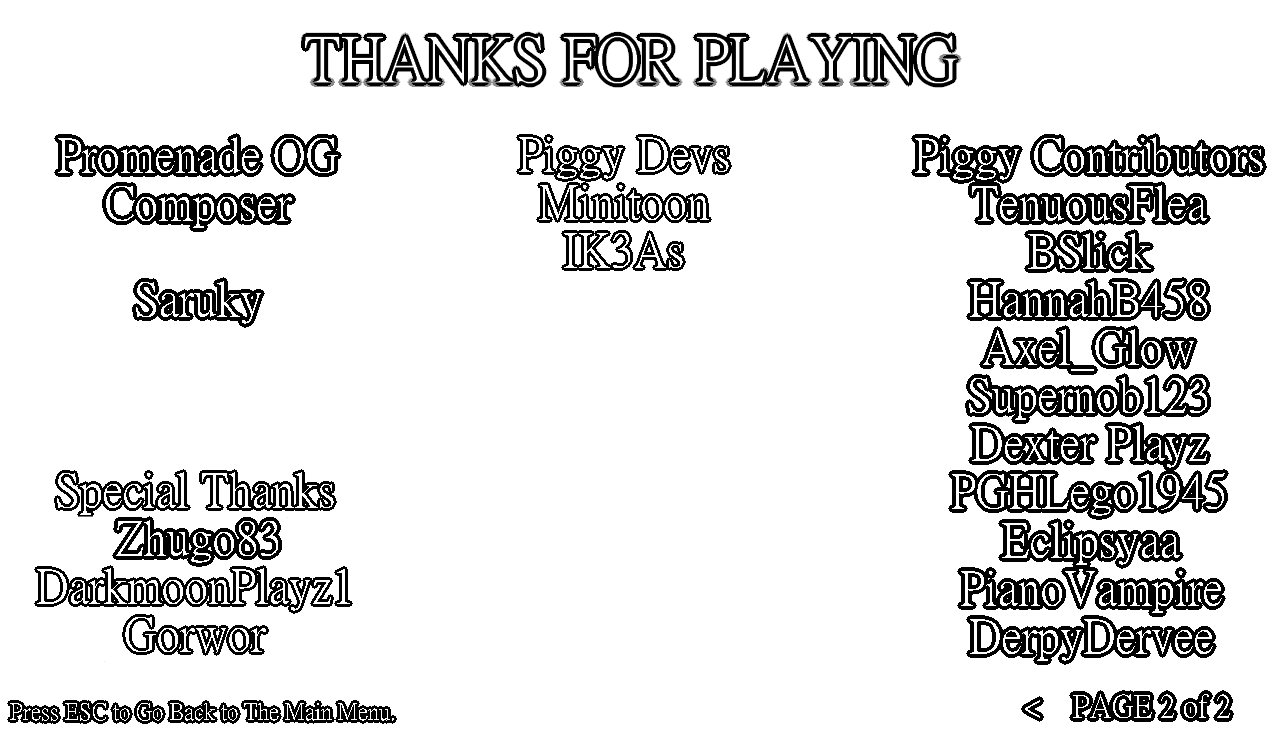 THANKS FOR PLAYING
Promenade OG
Composer
Saruky
Special Thanks
Zhugo83
DarkmoonPlayz1
Gorwor
Piggy Devs
Minitoon
IK3As
Piggy Contributors
TenuousFlea
BSlick
HannahB458
Axel_Glow
Supernob123
Dexter Playz
PGHLego1945
Eclipsyaa
PianoVampire
DerpyDervee
Press ESC to Go Back to The Main Menu.
< PAGE 2 of 2